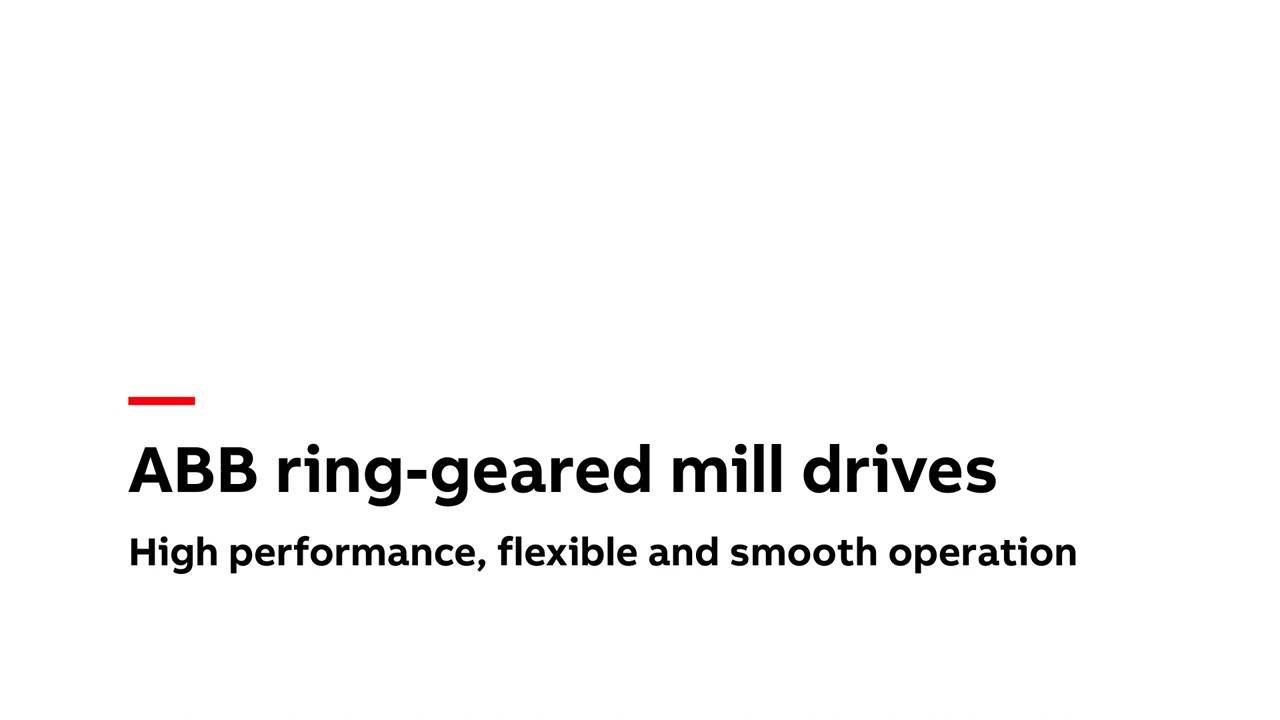 ABB ring-geared mill drives
High performance, flexible and smooth operation